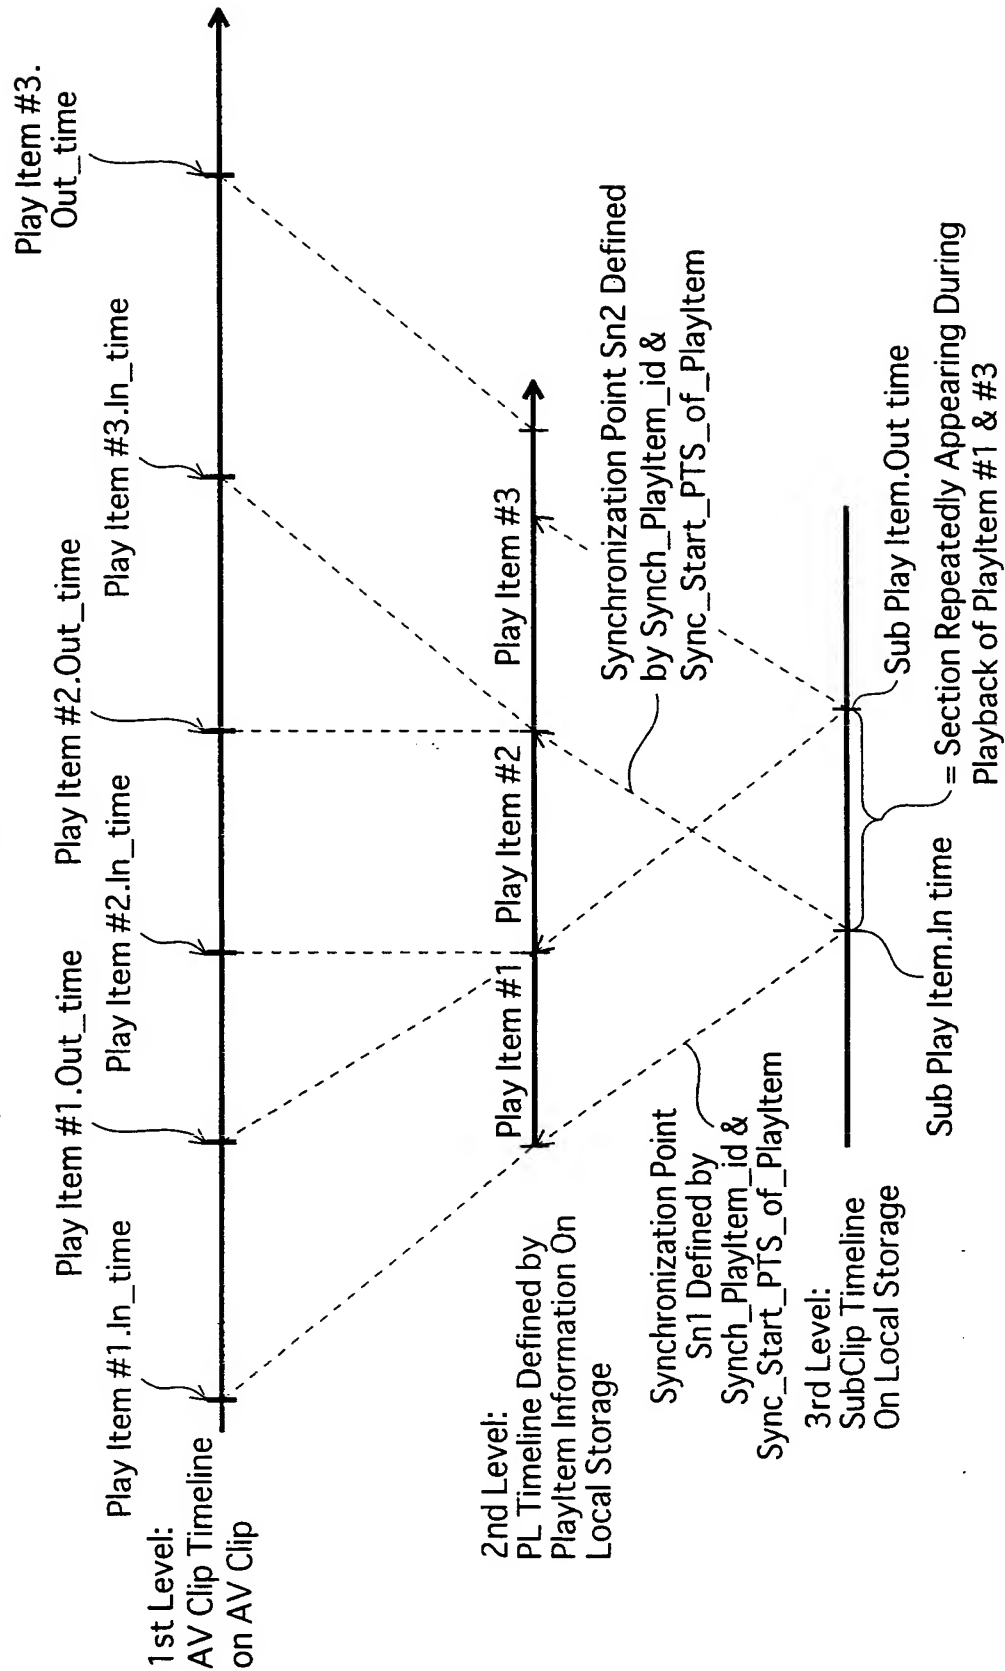 1st Level:
AV Clip Timeline
on AV Clip
Play Item #1.In_time
Play Item #1.Out_time
Play Item #2.In_time
Play Item #2.Out_time
Play Item #3.In_time
Play Item #3.
Out_time
2nd Level:
PL Timeline Defined by
PlayItem Information On
Local Storage
Play Item #1
Play Item #2
Play Item #3
Synchronization Point
Sn1 Defined by
Synch_PlayItem_id &
Sync_Start_PTS_of_PlayItem
Synchronization Point Sn2 Defined
by Synch_PlayItem_id &
Sync_Start_PTS_of_PlayItem
3rd Level:
SubClip Timeline
On Local Storage
Sub Play Item.In time
Sub Play Item.Out time
= Section Repeatedly Appearing During
Playback of PlayItem #1 & #3